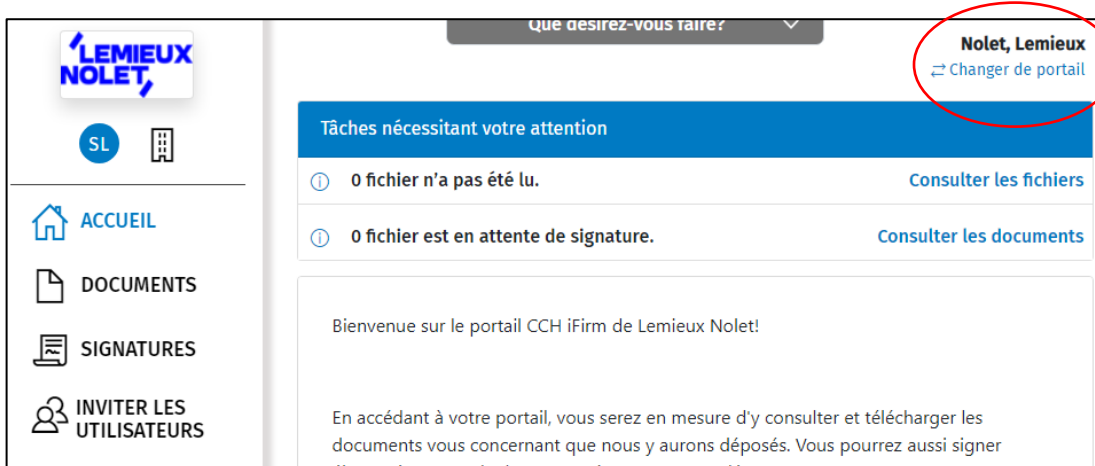 LEMIEUX
NOLET,
SL
ACCUEIL
DOCUMENTS
SIGNATURES
INVITER LES
UTILISATEURS
Que désirez-vous faire?
Nolet, Lemieux
Changer de portail
Tâches nécessitant votre attention
0 fichier n’a pas été lu. Consulter les fichiers
0 fichier est en attente de signature. Consulter les documents
Bienvenue sur le portail CCH iFirm de Lemieux Nolet!
En accédant à votre portail, vous serez en mesure d'y consulter et télécharger les
documents vous concernant que nous y aurons déposés. Vous pourrez aussi signer